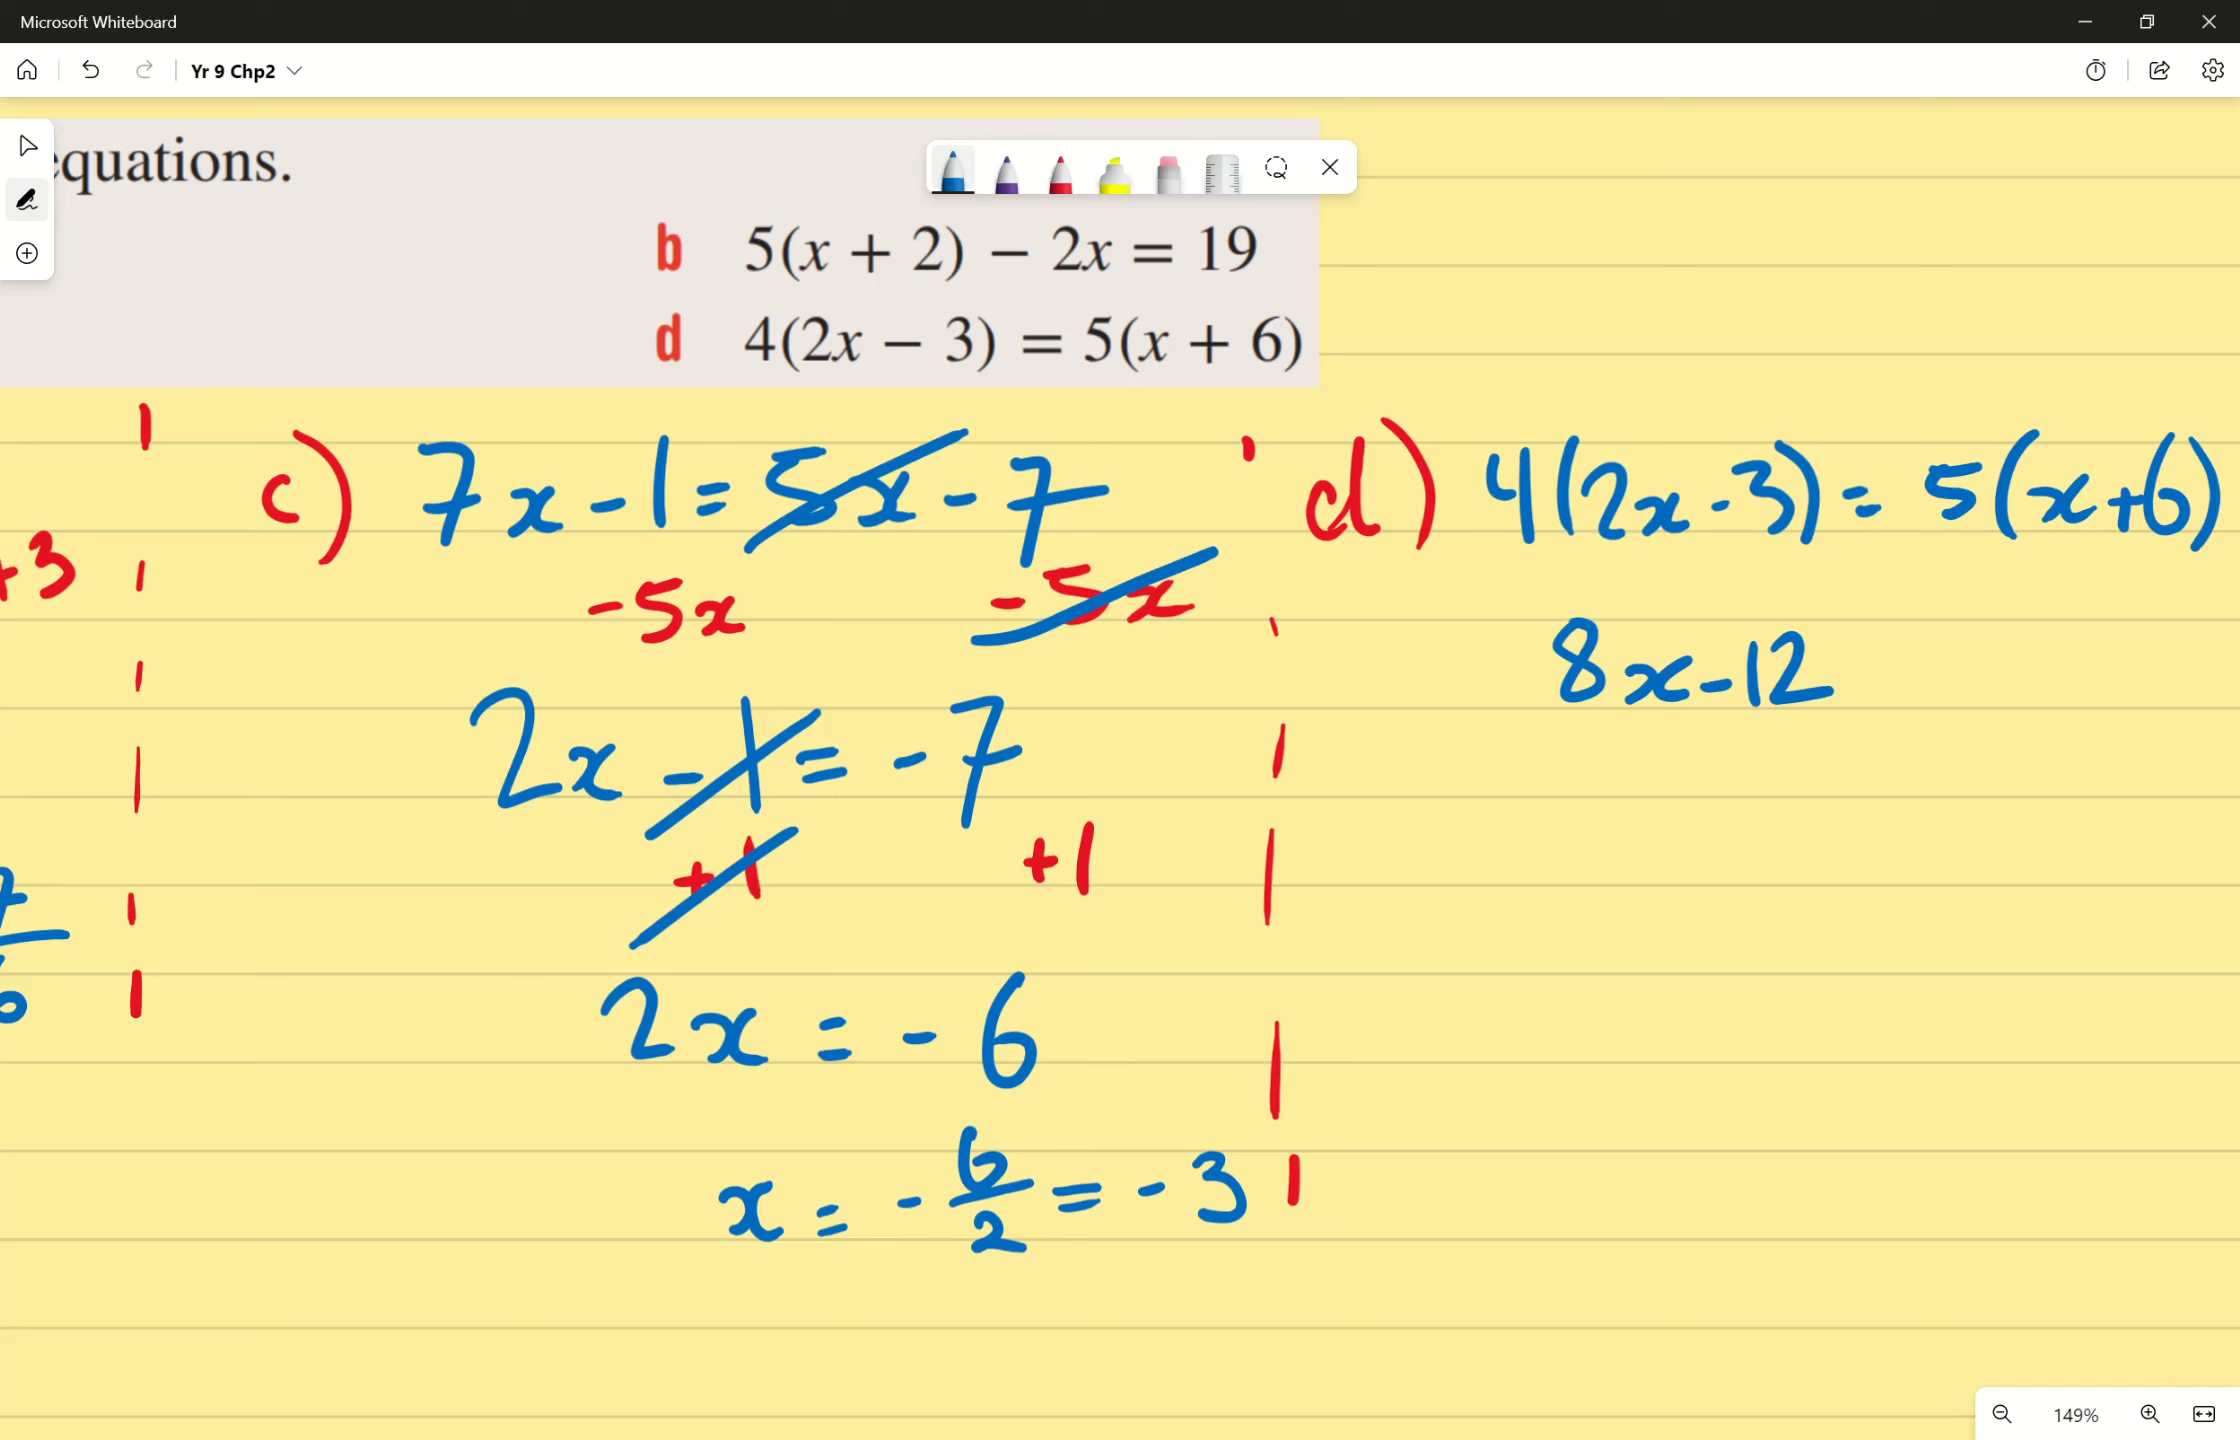 Microsoft Whiteboard
Yr 9 Chp2
equations.
b 5(x + 2) − 2x = 19
d 4(2x − 3) = 5(x + 6)
+3
c) 7x - 1 = 5x - 7
-5x -5x
2x - 1 = - 7
+1 +1
2x = - 6
x = - 6/2 = - 3
d) 4(2x - 3) = 5(x + 6)
8x - 12
149%